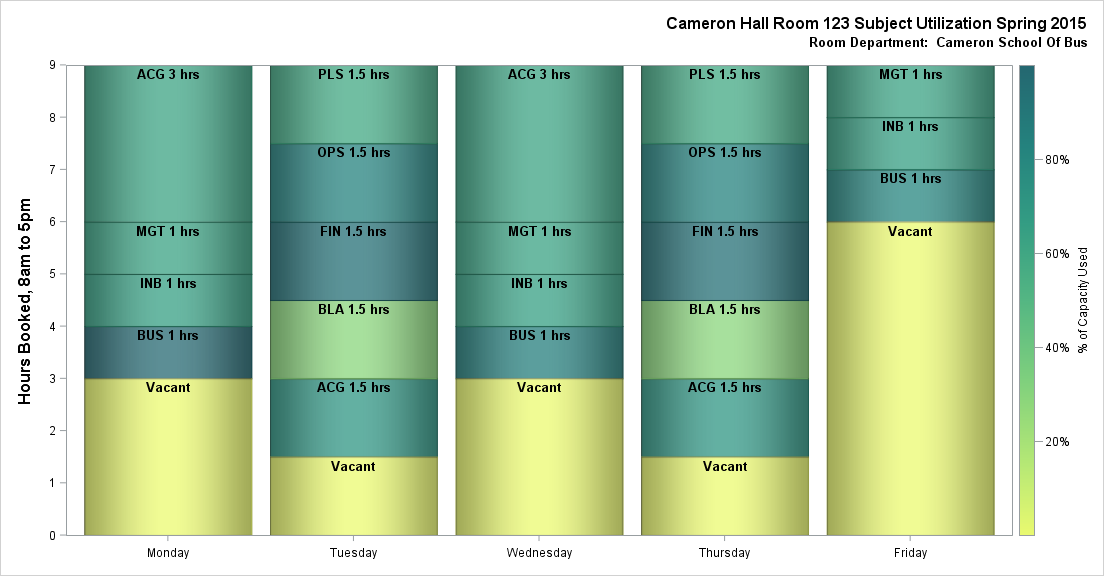 Cameron Hall Room 123 Subject Utilization Spring 2015
Room Department:  Cameron School Of Bus
Hours Booked, 8am to 5pm
9
8
7
6
5
4
3
2
1
0
ACG 3 hrs
MGT 1 hrs
INB 1 hrs
BUS 1 hrs
Vacant
Monday
PLS 1.5 hrs
OPS 1.5 hrs
FIN 1.5 hrs
BLA 1.5 hrs
ACG 1.5 hrs
Vacant
Tuesday
ACG 3 hrs
MGT 1 hrs
INB 1 hrs
BUS 1 hrs
Vacant
Wednesday
PLS 1.5 hrs
OPS 1.5 hrs
FIN 1.5 hrs
BLA 1.5 hrs
ACG 1.5 hrs
Vacant
Thursday
MGT 1 hrs
INB 1 hrs
BUS 1 hrs
Vacant
Friday
80%
60%
40%
20%
% of Capacity Used